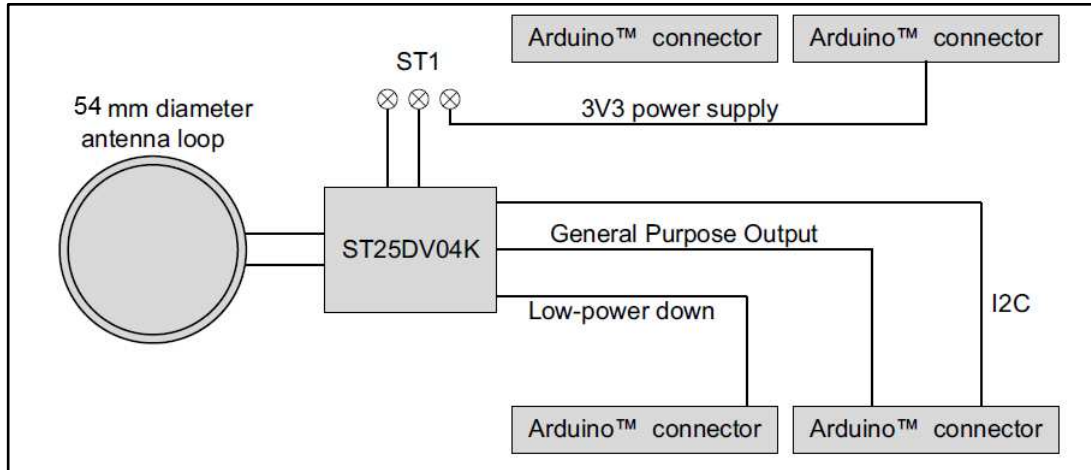 Arduino™ connector
Arduino™ connector
ST1
54 mm diameter
antenna loop
3V3 power supply
ST25DV04K
General Purpose Output
Low-power down
I2C
Arduino™ connector
Arduino™ connector